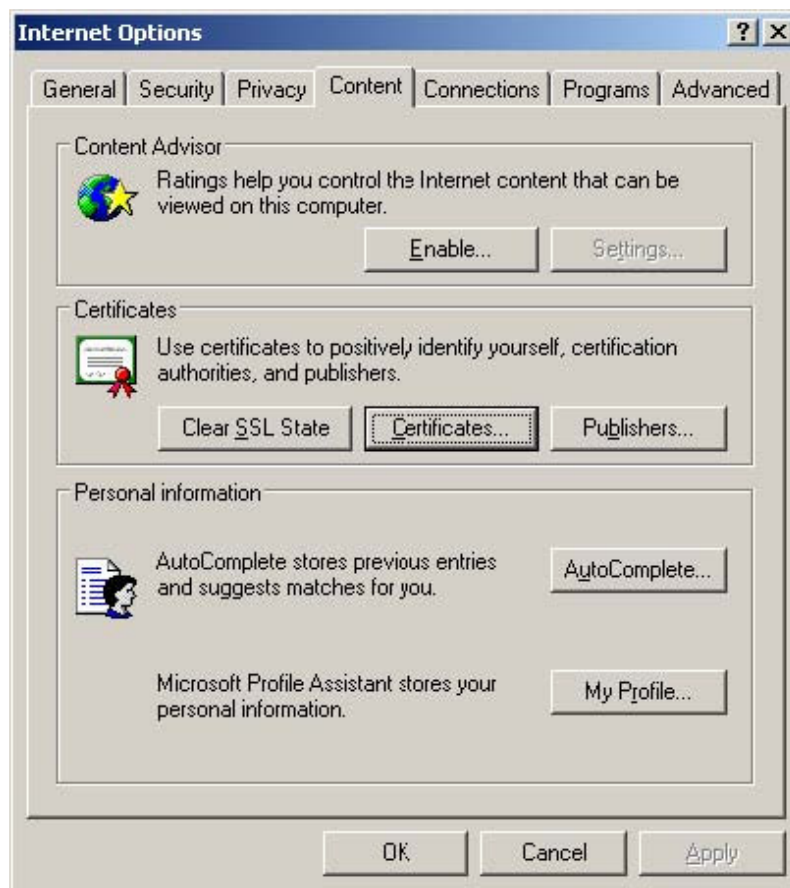 Internet Options
General Security Privacy Content Connections Programs Advanced
Content Advisor
Ratings help you control the Internet content that can be
viewed on this computer.
Enable... Settings...
Certificates
Use certificates to positively identify yourself, certification
authorities, and publishers.
Clear SSL State Certificates... Publishers...
Personal information
AutoComplete stores previous entries
and suggests matches for you.
AutoComplete...
Microsoft Profile Assistant stores your
personal information.
My Profile...
OK Cancel Apply